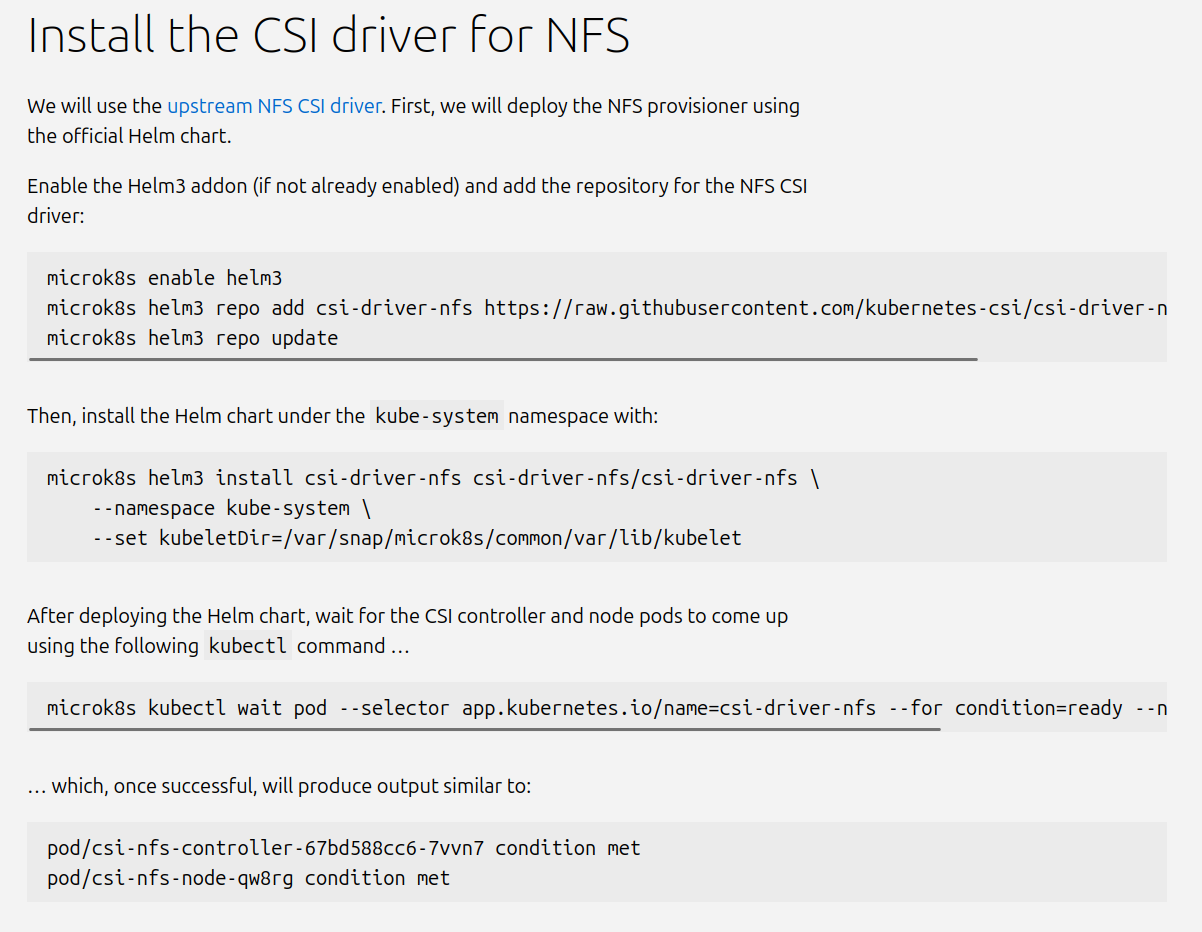 Install the CSI driver for NFS
We will use the upstream NFS CSI driver. First, we will deploy the NFS provisioner using
the official Helm chart.
Enable the Helm3 addon (if not already enabled) and add the repository for the NFS CSI
driver:
microk8s enable helm3
microk8s helm3 repo add csi-driver-nfs https://raw.githubusercontent.com/kubernetes-csi/csi-driver-n
microk8s helm3 repo update
Then, install the Helm chart under the kube-system namespace with:
microk8s helm3 install csi-driver-nfs csi-driver-nfs/csi-driver-nfs \
    --namespace kube-system \
    --set kubeletDir=/var/snap/microk8s/common/var/lib/kubelet
After deploying the Helm chart, wait for the CSI controller and node pods to come up
using the following kubectl command …
microk8s kubectl wait pod --selector app.kubernetes.io/name=csi-driver-nfs --for condition=ready --n
… which, once successful, will produce output similar to:
pod/csi-nfs-controller-67bd588cc6-7vvn7 condition met
pod/csi-nfs-node-qw8rg condition met